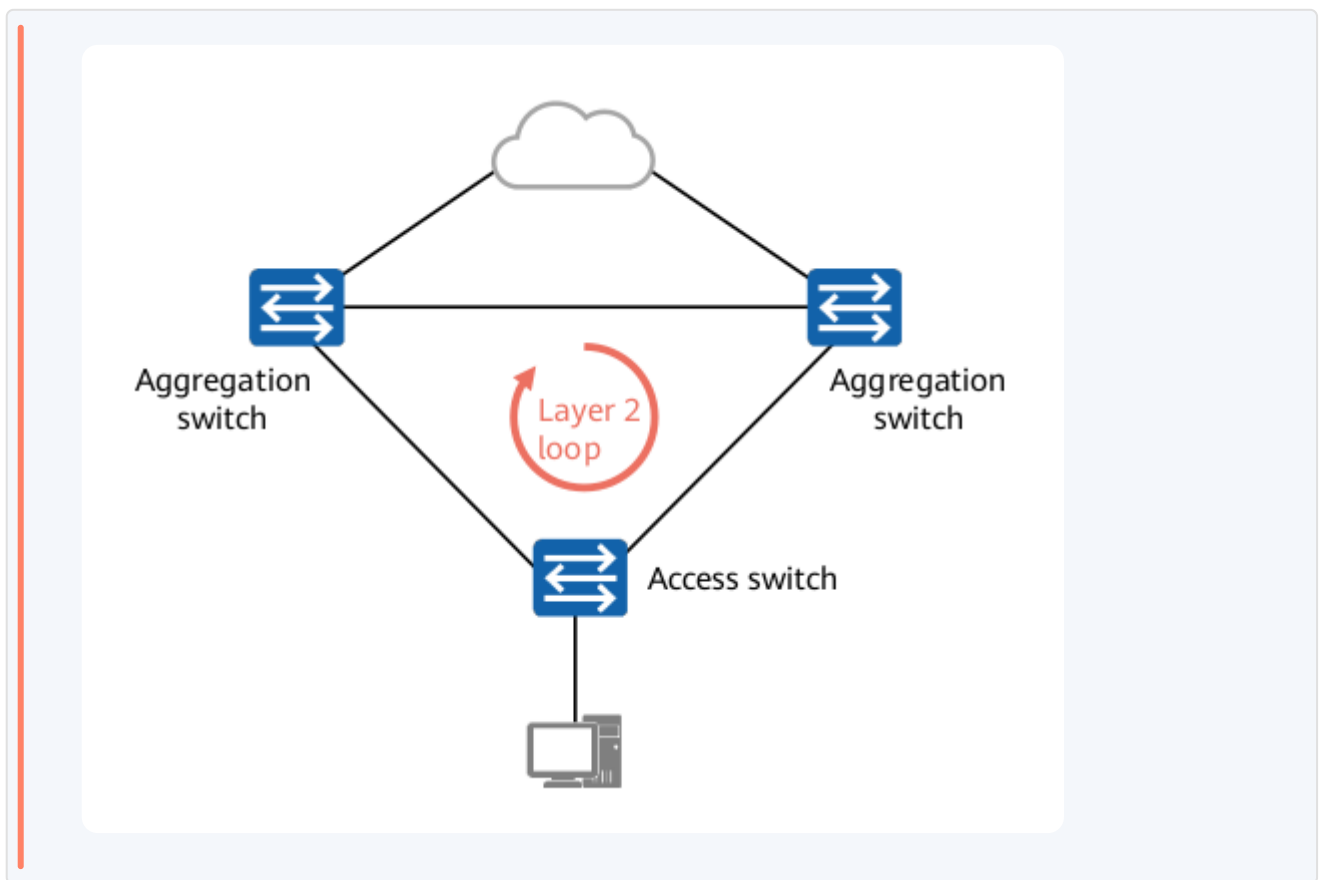 Aggregation
switch
Aggregation
switch
Layer 2
loop
Access switch